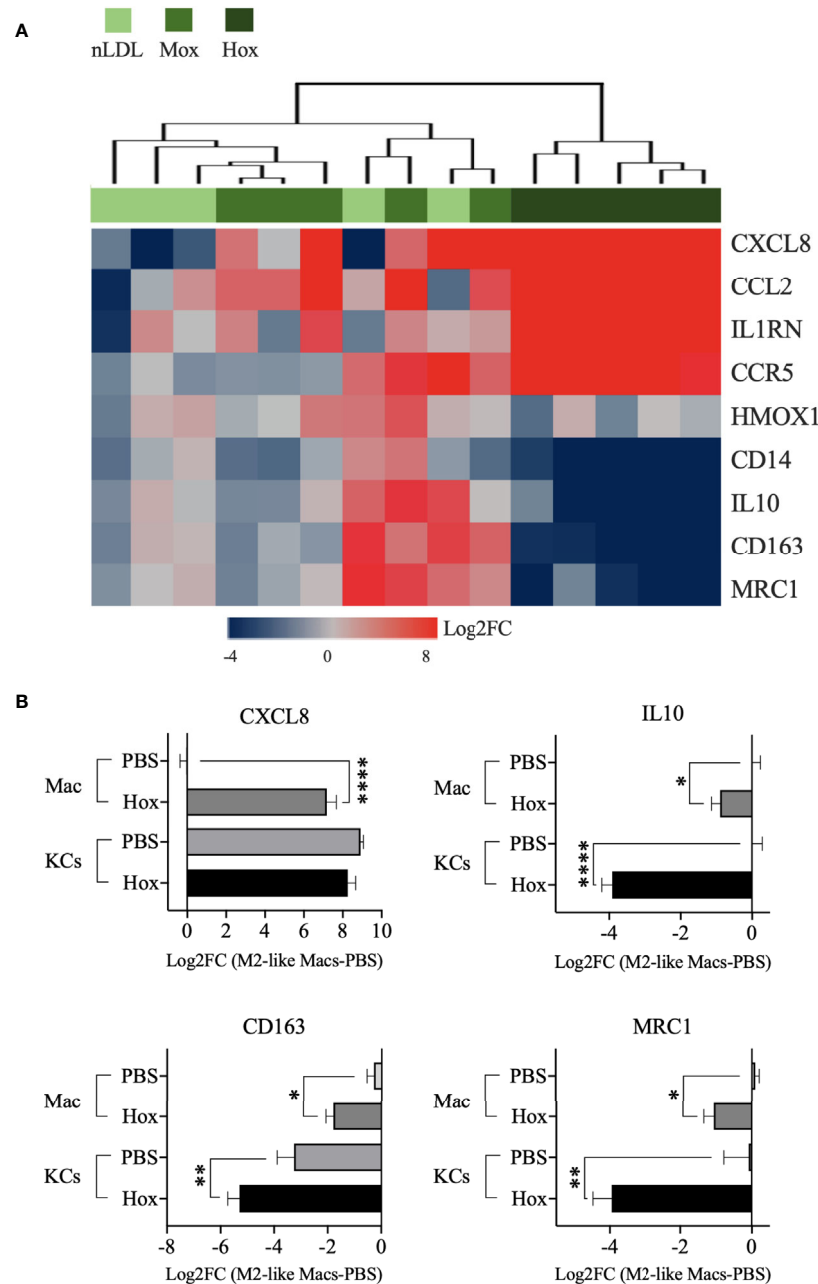 A
nLDL Mox Hox
CXCL8
CCL2
IL1RN
CCR5
HMOX1
CD14
IL10
CD163
MRC1
Log2FC
-4 0 8
B
CXCL8
Mac
PBS
Hox
KCs
PBS
Hox
****
0 2 4 6 8 10
Log2FC (M2-like Macs-PBS)
IL10
Mac
PBS
Hox
KCs
PBS
Hox
*
****
-4 -2 0
Log2FC (M2-like Macs-PBS)
CD163
Mac
PBS
Hox
KCs
PBS
Hox
*
**
-8 -6 -4 -2 0
Log2FC (M2-like Macs-PBS)
MRC1
Mac
PBS
Hox
KCs
PBS
Hox
*
**
-4 -2 0
Log2FC (M2-like Macs-PBS)